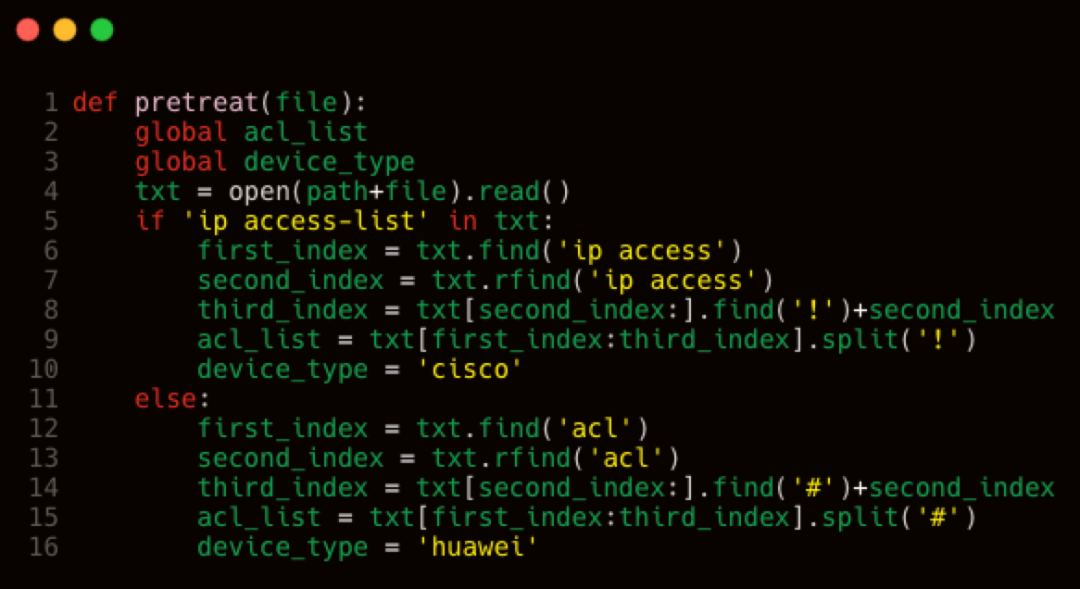 1 def pretreat(file):
2     global acl_list
3     global device_type
4     txt = open(path+file).read()
5     if 'ip access-list' in txt:
6         first_index = txt.find('ip access')
7         second_index = txt.rfind('ip access')
8         third_index = txt[second_index:].find('!')+second_index
9         acl_list = txt[first_index:third_index].split('!')
10         device_type = 'cisco'
11     else:
12         first_index = txt.find('acl')
13         second_index = txt.rfind('acl')
14         third_index = txt[second_index:].find('#')+second_index
15         acl_list = txt[first_index:third_index].split('#')
16         device_type = 'huawei'